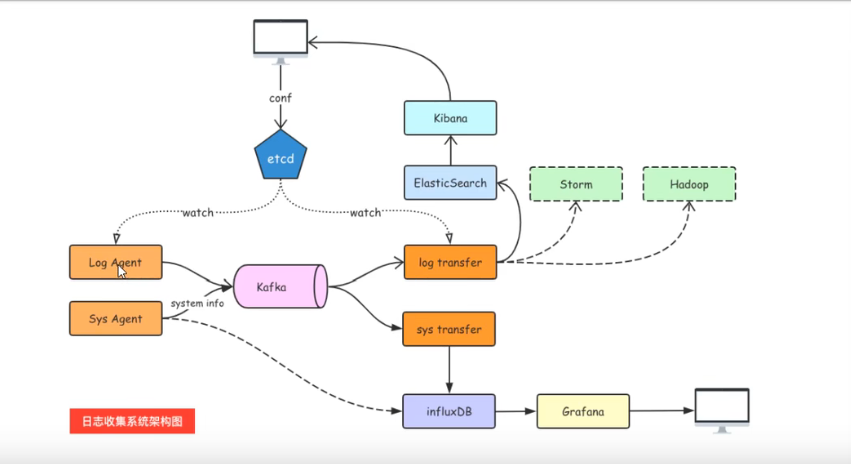 conf
etcd
Kibana
ElasticSearch
Storm
Hadoop
watch
watch
Log Agent
Kafka
log transfer
system info
Sys Agent
sys transfer
influxDB
Grafana
日志收集系统架构图